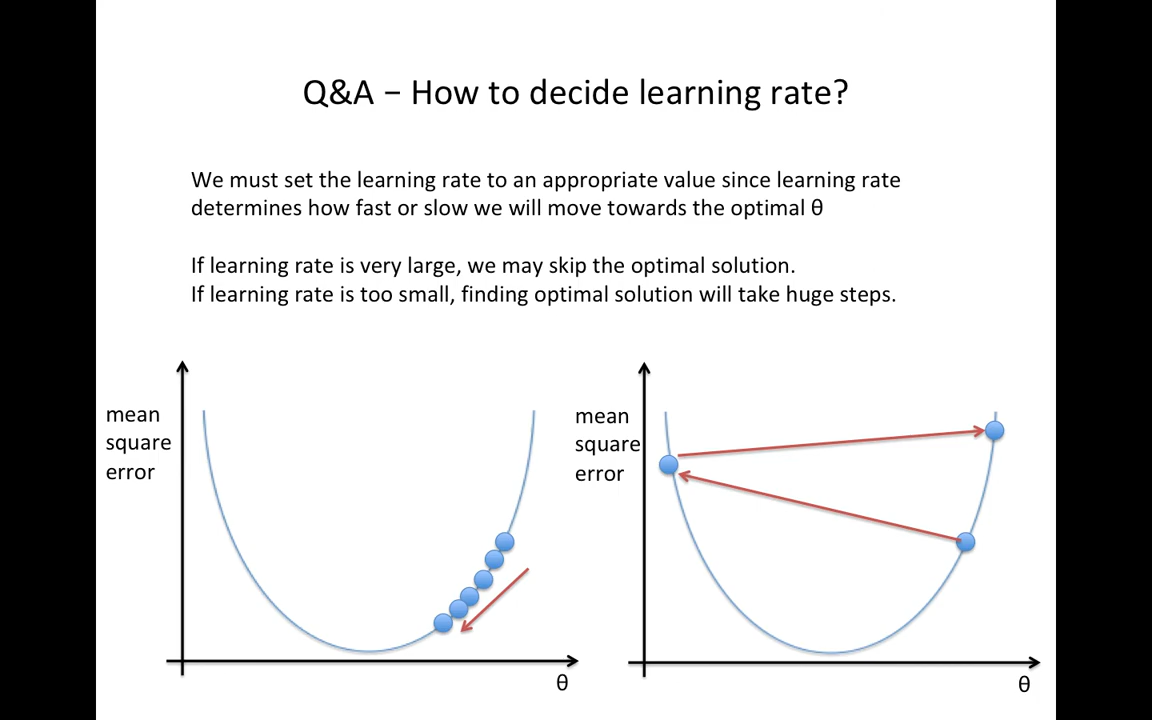 Q&A – How to decide learning rate?
We must set the learning rate to an appropriate value since learning rate
determines how fast or slow we will move towards the optimal θ
If learning rate is very large, we may skip the optimal solution.
If learning rate is too small, finding optimal solution will take huge steps.
mean
square
error
θ
mean
square
error
θ